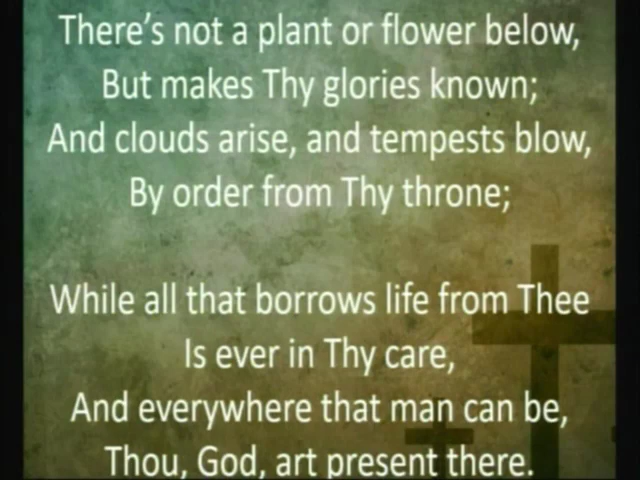 There's not a plant or flower below,
But makes Thy glories known;
And clouds arise, and tempests blow,
By order from Thy throne;
While all that borrows life from Thee
Is ever in Thy care,
And everywhere that man can be,
Thou, God, art present there.